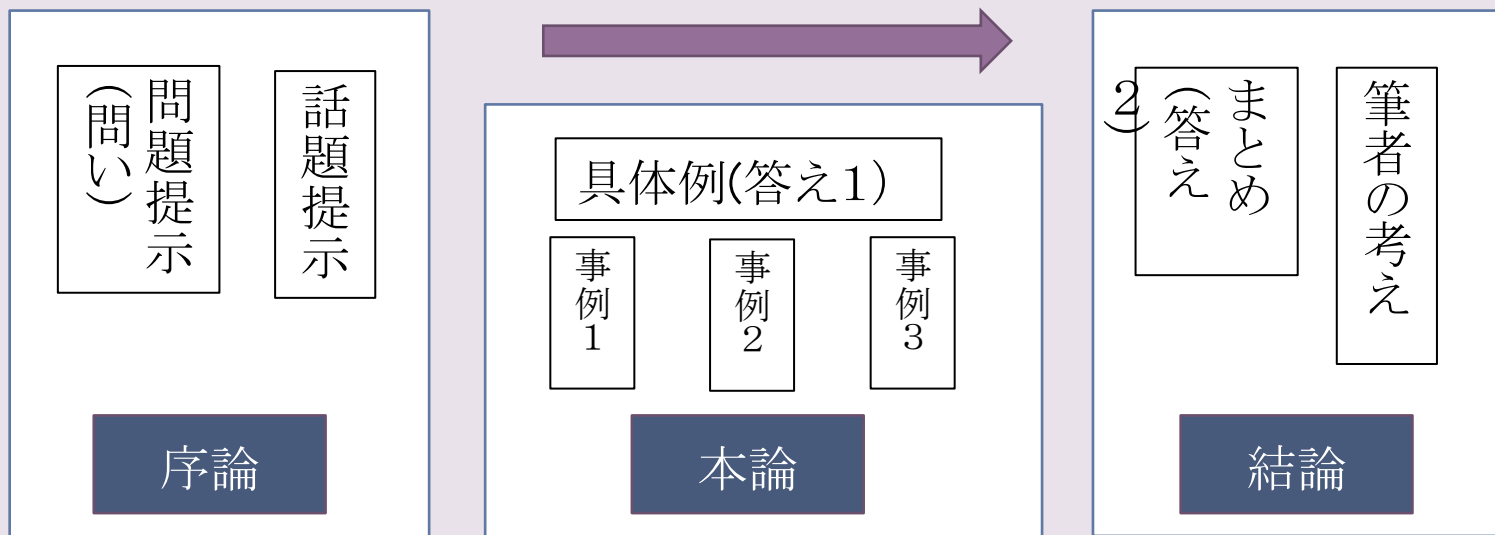 話題提示
問題提示
（問い）
序論
具体例(答え１）
事例１
事例２
事例３
本論
筆者の考え
まとめ
（答え
２）
結論